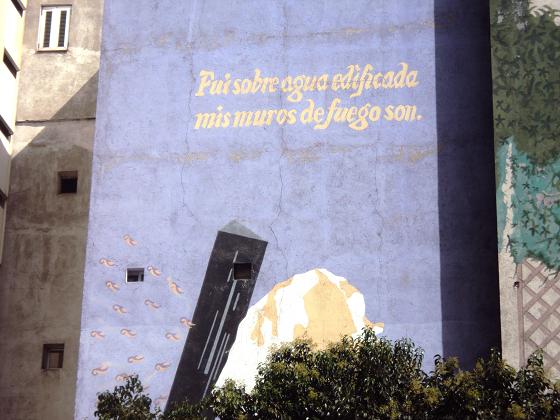 Fui sobre agua edificada
mis muros de fuego son.